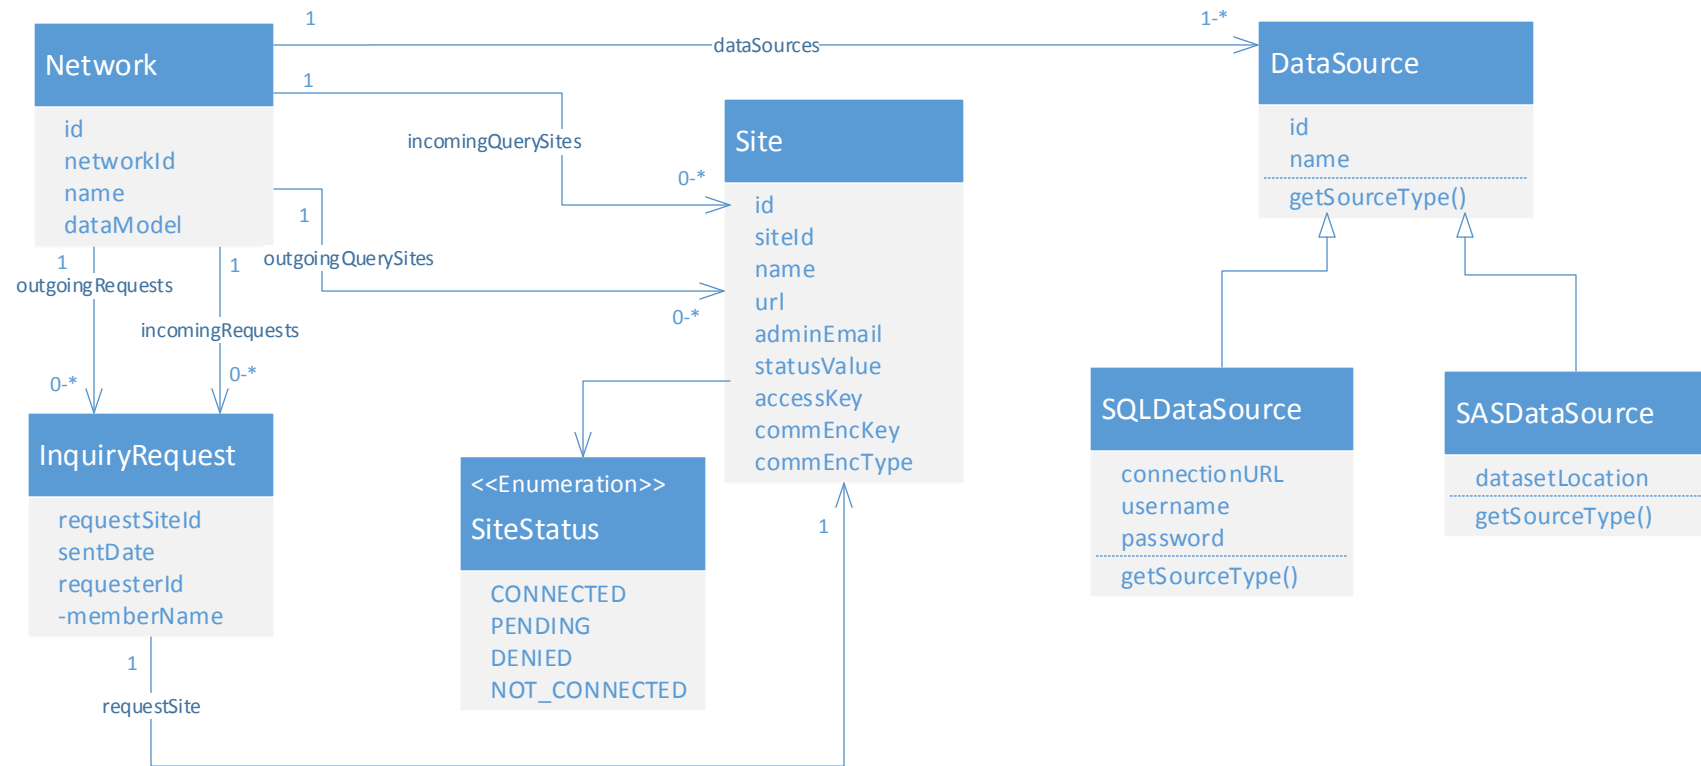 1
1-*
dataSources
Network
id
networkId
name
dataModel
1
incomingQuerySites
0-*
1
outgoingQuerySites
0-*
1
outgoingRequests
0-*
1
incomingRequests
0-*
DataSource
id
name
getSourceType()
Site
id
siteId
name
url
adminEmail
statusValue
accessKey
commEncKey
commEncType
InquiryRequest
requestSiteId
sentDate
requesterId
-memberName
1
requestSite
1
<<Enumeration>>
SiteStatus
CONNECTED
PENDING
DENIED
NOT_CONNECTED
SQLDataSource
connectionURL
username
password
getSourceType()
SASDataSource
datasetLocation
getSourceType()